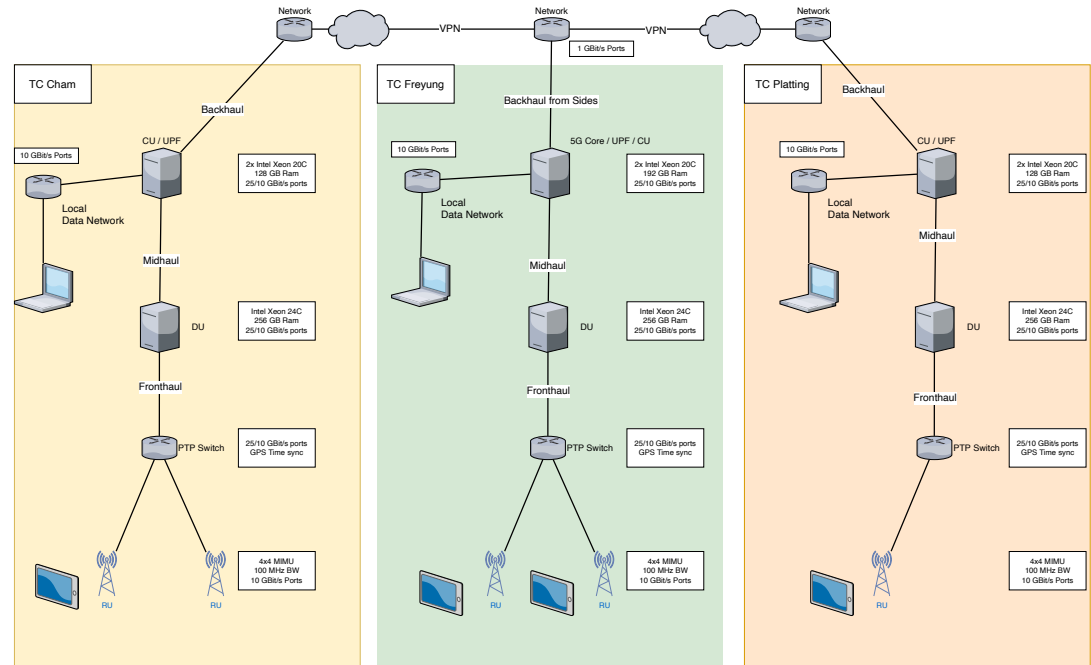 Network
VPN
Network
VPN
Network
1 GBit/s Ports
TC Cham
Backhaul
CU / UPF
10 GBit/s Ports
2x Intel Xeon 20C
128 GB Ram
25/10 GBit/s ports
Local
Data Network
Midhaul
DU
Intel Xeon 24C
256 GB Ram
25/10 GBit/s ports
Fronthaul
PTP Switch
25/10 GBit/s ports
GPS Time sync
4x4 MIMU
100 MHz BW
10 GBit/s Ports
RU
RU
TC Freyung
Backhaul from Sides
5G Core / UPF / CU
10 GBit/s Ports
2x Intel Xeon 20C
192 GB Ram
25/10 GBit/s ports
Local
Data Network
Midhaul
DU
Intel Xeon 24C
256 GB Ram
25/10 GBit/s ports
Fronthaul
PTP Switch
25/10 GBit/s ports
GPS Time sync
4x4 MIMU
100 MHz BW
10 GBit/s Ports
RU
RU
TC Platting
Backhaul
CU / UPF
10 GBit/s Ports
2x Intel Xeon 20C
128 GB Ram
25/10 GBit/s ports
Local
Data Network
Midhaul
DU
Intel Xeon 24C
256 GB Ram
25/10 GBit/s ports
Fronthaul
PTP Switch
25/10 GBit/s ports
GPS Time sync
4x4 MIMU
100 MHz BW
10 GBit/s Ports
RU